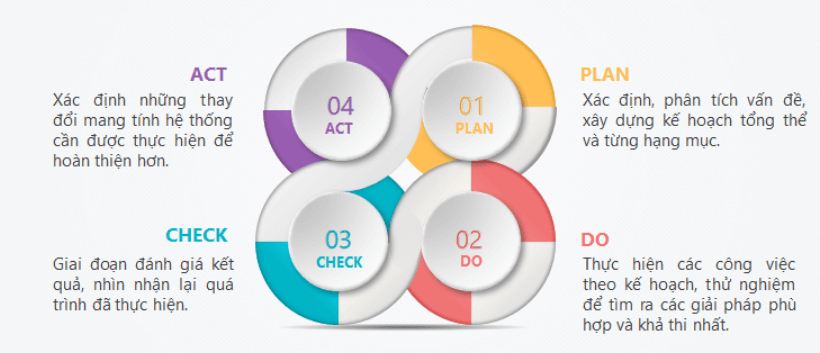 ACT
Xác định những thay
đổi mang tính hệ thống
cần được thực hiện để
hoàn thiện hơn.
04
ACT
01
PLAN
PLAN
Xác định, phân tích vấn đề,
xây dựng kế hoạch tổng thể
và từng hạng mục.
CHECK
Giai đoạn đánh giá kết
quả, nhìn nhận lại quá
trình đã thực hiện.
03
CHECK
02
DO
DO
Thực hiện các công việc
theo kế hoạch, thử nghiệm
để tìm ra các giải pháp phù
hợp và khả thi nhất.